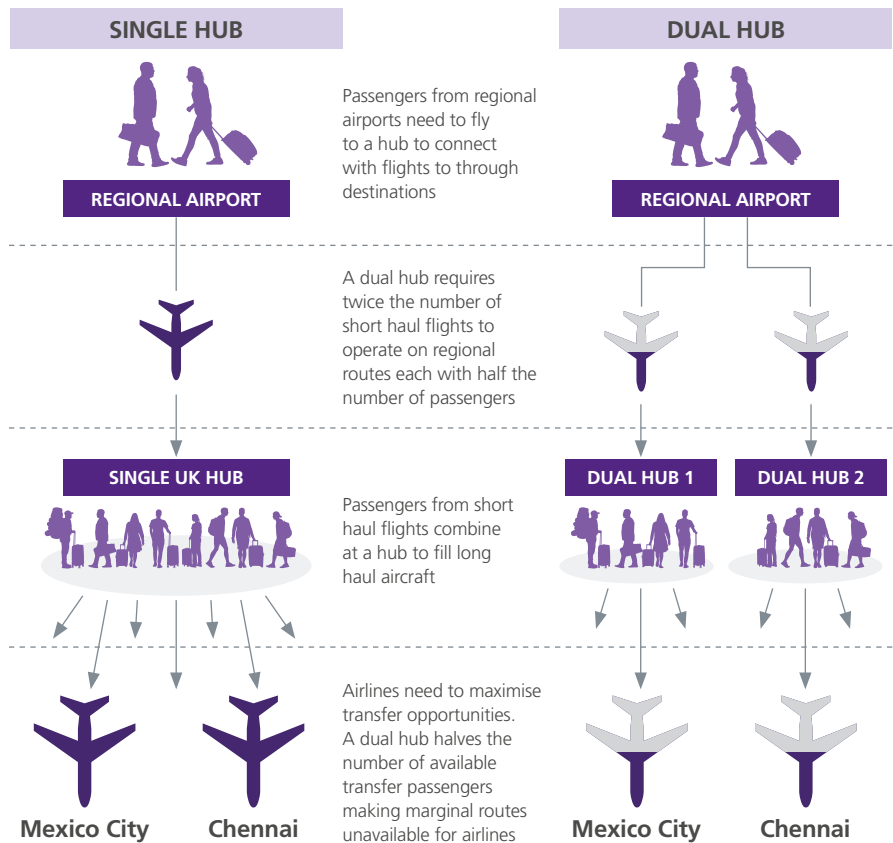 SINGLE HUB
DUAL HUB
Passengers from regional
airports need to fly
to a hub to connect
with flights to through
destinations
REGIONAL AIRPORT
REGIONAL AIRPORT
A dual hub requires
twice the number of
short haul flights to
operate on regional
routes each with half the
number of passengers
SINGLE UK HUB
DUAL HUB 1
DUAL HUB 2
Passengers from short
haul flights combine
at a hub to fill long
haul aircraft
Airlines need to maximise
transfer opportunities.
A dual hub halves the
number of available
transfer passengers
making marginal routes
unavailable for airlines
Mexico City
Chennai
Mexico City
Chennai